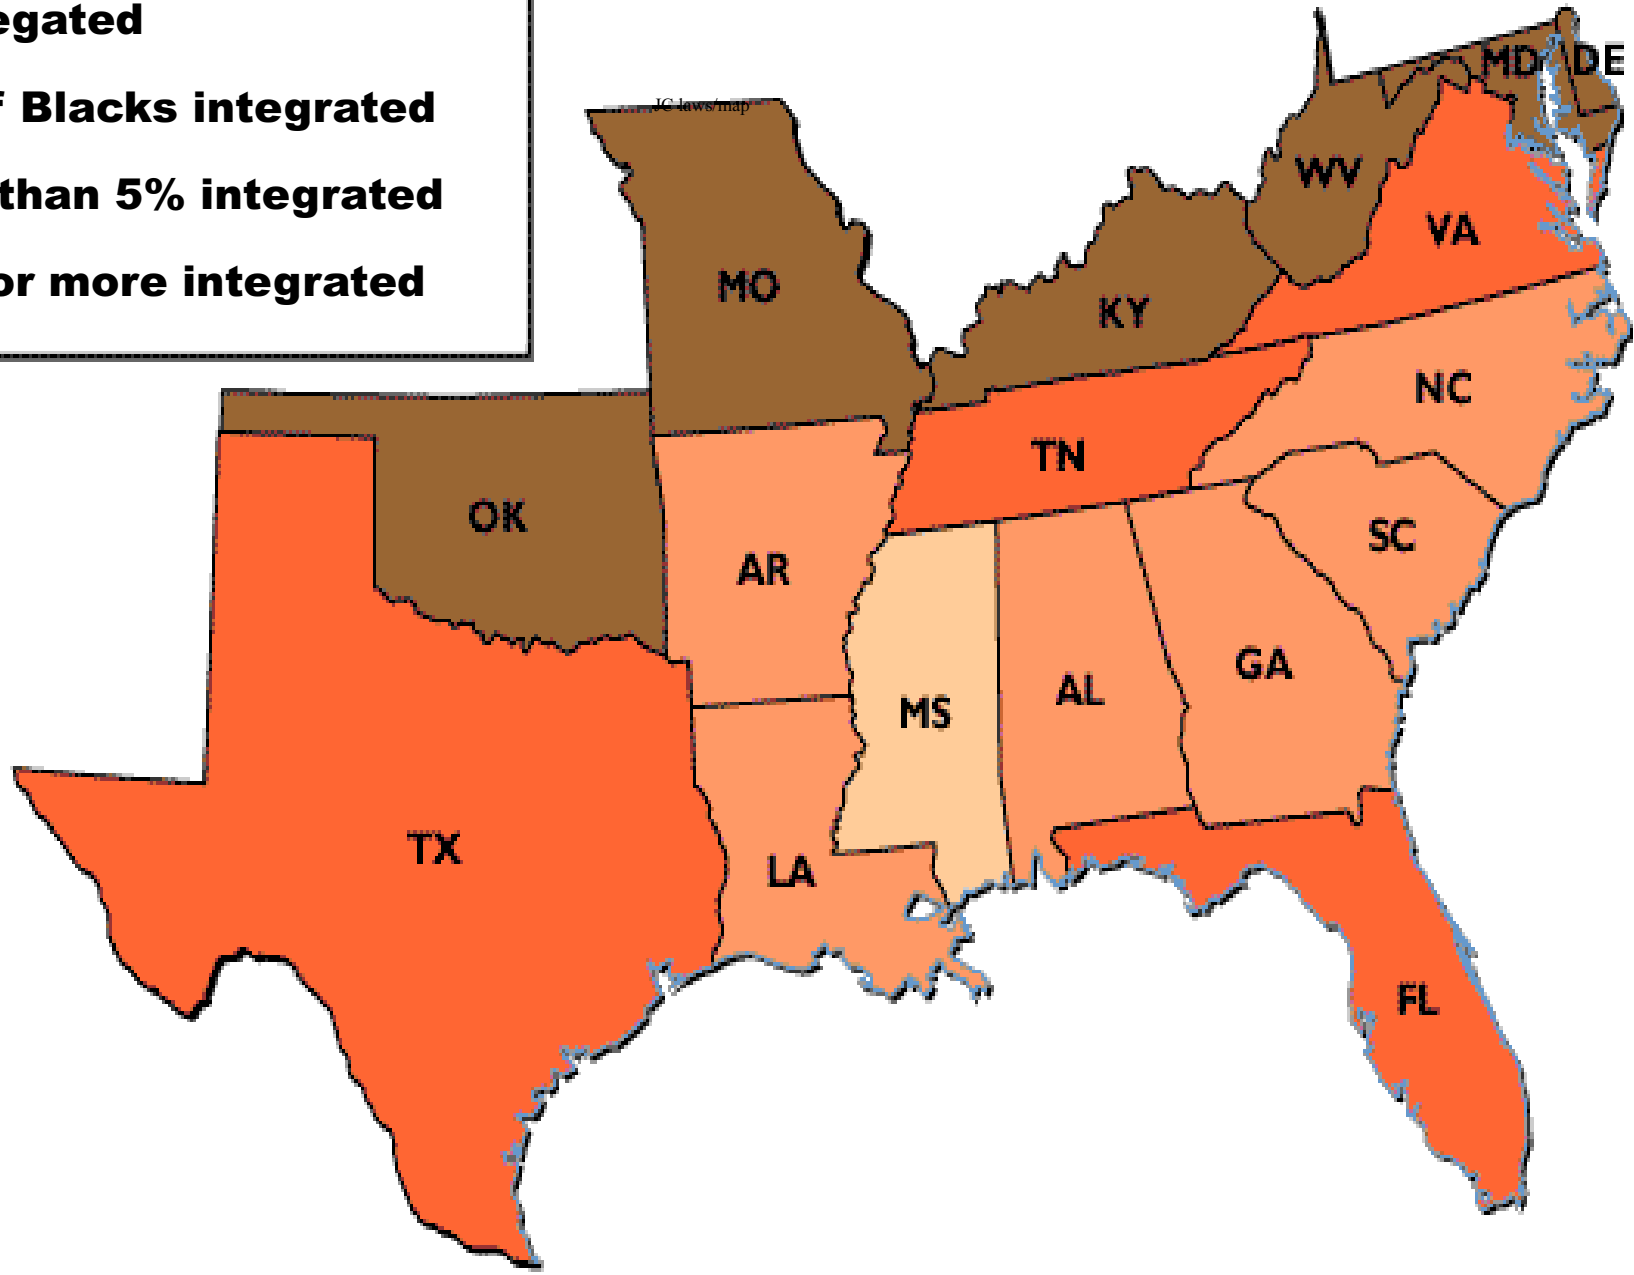 egated
f Blacks integrated
than 5% integrated
or more integrated
JC laws/map
MD DE
WV
VA
MO
KY
NC
TN
OK
SC
AR
GA
AL
MS
TX
LA
FL